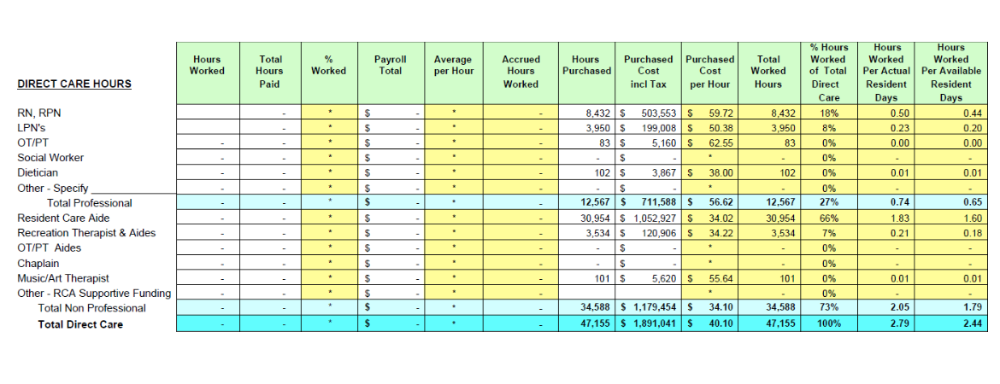 DIRECT CARE HOURS | Hours Worked | Total Hours Paid | % Worked | Payroll Total | Average per Hour | Accrued Hours Worked | Hours Purchased | Purchased Cost incl Tax | Purchased Cost per Hour | Total Worked Hours | % Hours Worked of Total Direct Care | Hours Worked Per Actual Resident Days | Hours Worked Per Available Resident Days
RN, RPN - * $ - * - 8,432 $ 503,553 $ 59.72 8,432 18% 0.50 0.44
LPN's - * $ - * - 3,950 $ 199,008 $ 50.38 3,950 8% 0.23 0.20
OT/PT - - * $ - * - 83 $ 5,160 $ 62.55 83 0% 0.00 0.00
Social Worker - - * $ - * - - $ - * - 0% - -
Dietician - - * $ - * - 102 $ 3,867 $ 38.00 102 0% 0.01 0.01
Other - Specify - - * $ - * - - $ - * - 0% - -
Total Professional - - * $ - * - 12,567 $ 711,588 $ 56.62 12,567 27% 0.74 0.65
Resident Care Aide - - * $ - * - 30,954 $ 1,052,927 $ 34.02 30,954 66% 1.83 1.60
Recreation Therapist & Aides - - * $ - * - 3,534 $ 120,906 $ 34.22 3,534 7% 0.21 0.18
OT/PT Aides - - * $ - * - - $ - * - 0% - -
Chaplain - - * $ - * - - $ - * - 0% - -
Music/Art Therapist - - * $ - * - 101 $ 5,620 $ 55.64 101 0% 0.01 0.01
Other - RCA Supportive Funding - - * $ - * - * - 0% - -
Total Non Professional - - * $ - * - 34,588 $ 1,179,454 $ 34.10 34,588 73% 2.05 1.79
Total Direct Care - - * $ - * - 47,155 $ 1,891,041 $ 40.10 47,155 100% 2.79 2.44